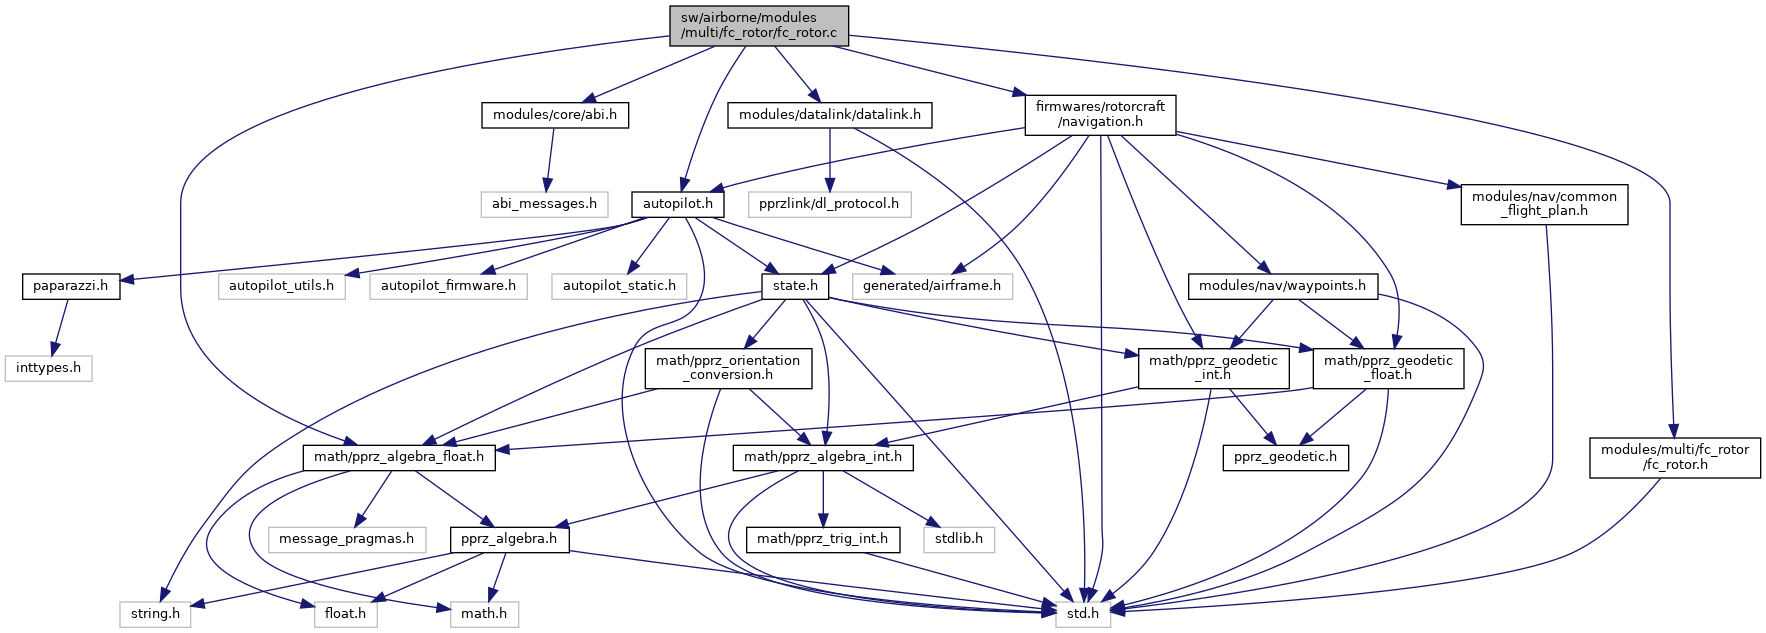 sw/airborne/modules
/multi/fc_rotor/fc_rotor.c
modules/core/abi.h
modules/datalink/datalink.h
firmwares/rotorcraft
/navigation.h
abi_messages.h
autopilot.h
pprzlink/dl_protocol.h
modules/nav/common
_flight_plan.h
paparazzi.h
autopilot_utils.h
autopilot_firmware.h
autopilot_static.h
state.h
generated/airframe.h
modules/nav/waypoints.h
inttypes.h
math/pprz_orientation
_conversion.h
math/pprz_geodetic
_int.h
math/pprz_geodetic
_float.h
math/pprz_algebra_float.h
math/pprz_algebra_int.h
pprz_geodetic.h
modules/multi/fc_rotor
/fc_rotor.h
message_pragmas.h
pprz_algebra.h
math/pprz_trig_int.h
stdlib.h
string.h
float.h
math.h
std.h